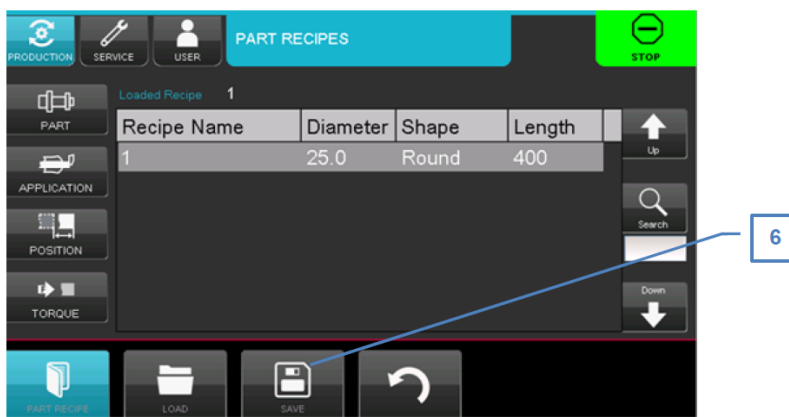 PRODUCTION SERVICE USER PART RECIPES STOP
Loaded Recipe 1
PART
Recipe Name Diameter Shape Length
Up
1 25.0 Round 400
APPLICATION
Search
6
POSITION
Down
TORQUE
PART RECIPE LOAD SAVE